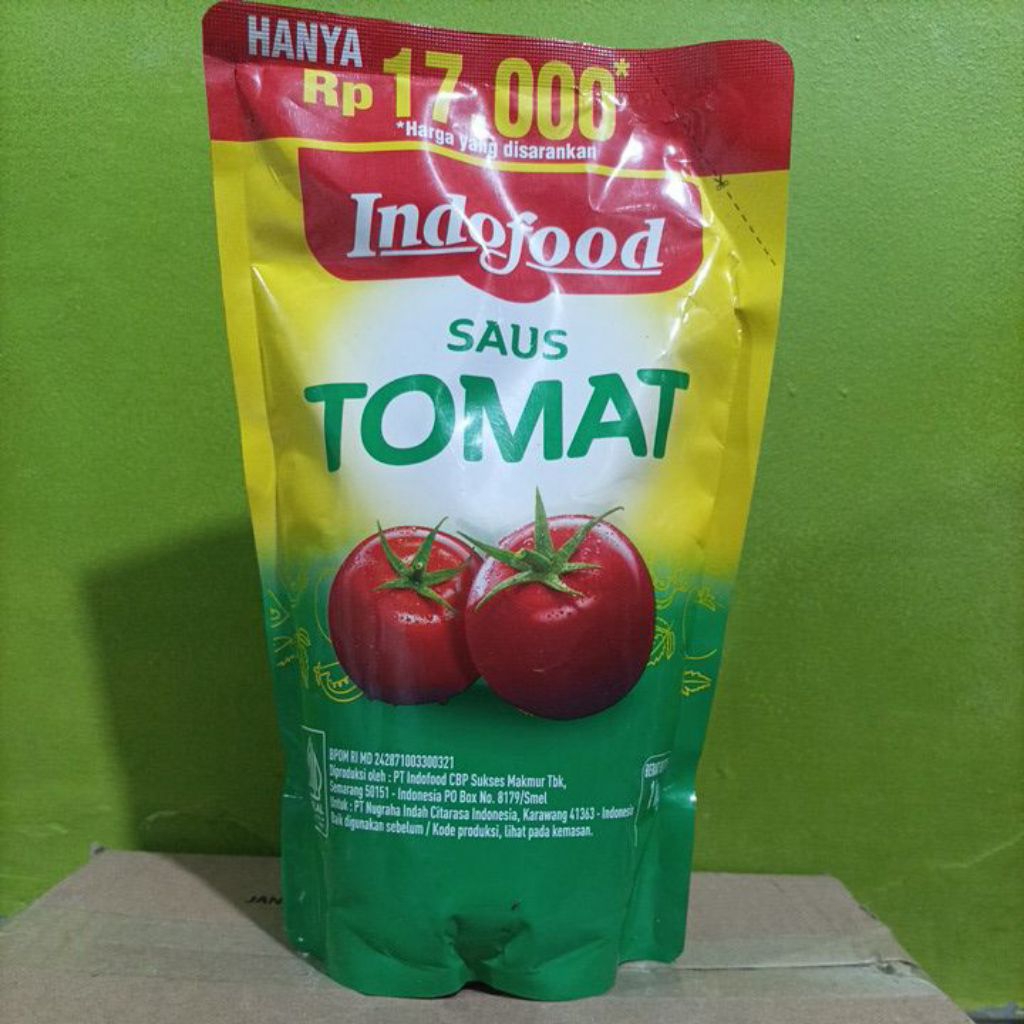 HANYA
Rp 17.000*
*Harga yang disarankan
Indofood
SAUS
TOMAT
BPOM RI MD 242871003300321
Diproduksi oleh : PT Indofood CBP Sukses Makmur Tbk,
Semarang 50151 - Indonesia PO Box No. 8179/Smel
Untuk : PT Nugraha Indah Citarasa Indonesia, Karawang 41363 - Indonesia
Baik digunakan sebelum / Kode produksi, lihat pada kemasan.